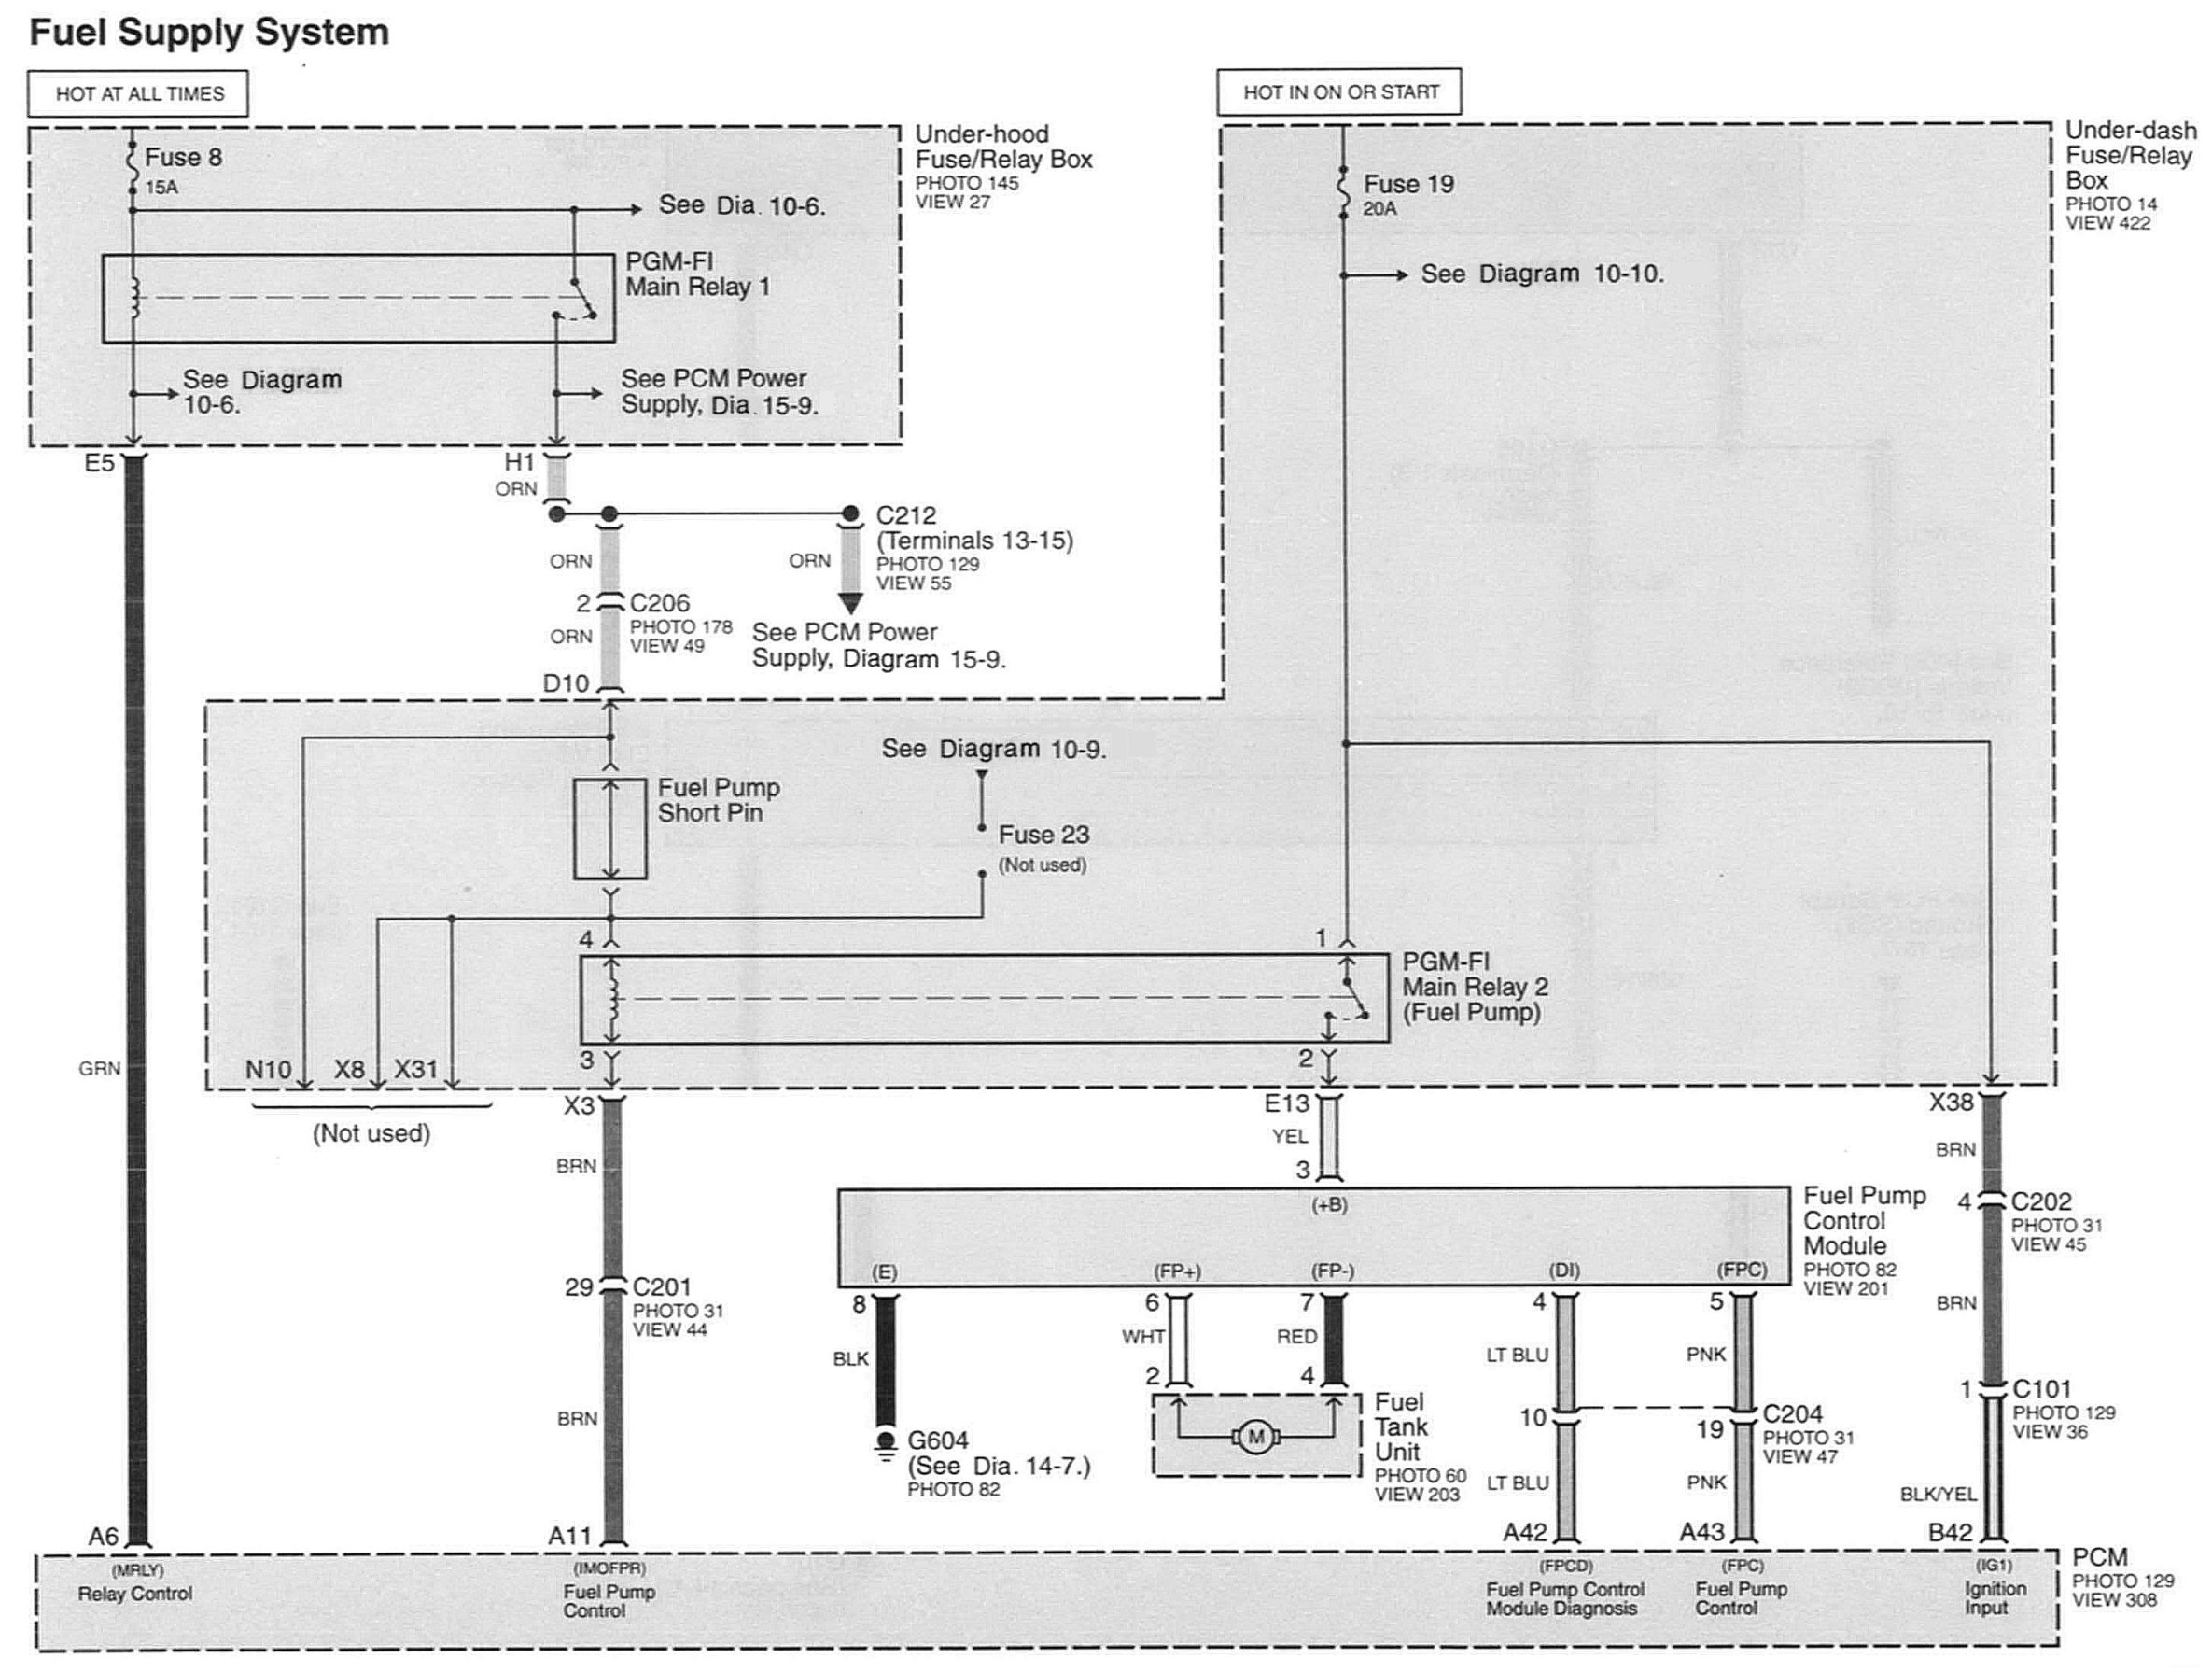 Fuel Supply System
HOT AT ALL TIMES
HOT IN ON OR START
Fuse 8
15A
See Dia. 10-6.
Under-hood
Fuse/Relay Box
PHOTO 145
VIEW 27
PGM-FI
Main Relay 1
See Diagram
10-6.
See PCM Power
Supply, Dia. 15-9.
Fuse 19
20A
See Diagram 10-10.
Under-dash
Fuse/Relay
Box
PHOTO 14
VIEW 422
E5
H1
ORN
C212
(Terminals 13-15)
PHOTO 129
VIEW 55
ORN
ORN
2
C206
PHOTO 178
VIEW 49
ORN
See PCM Power
Supply, Diagram 15-9.
D10
Fuel Pump
Short Pin
See Diagram 10-9.
Fuse 23
(Not used)
4
1
PGM-FI
Main Relay 2
(Fuel Pump)
3
2
GRN
N10
X8
X31
(Not used)
X3
BRN
E13
YEL
3
X38
BRN
(+B)
Fuel Pump
Control
Module
PHOTO 82
VIEW 201
4
C202
PHOTO 31
VIEW 45
29
C201
PHOTO 31
VIEW 44
(E)
(FP+)
(FP-)
(DI)
(FPC)
8
6
7
4
5
BRN
BLK
WHT
RED
LT BLU
PNK
2
4
1
C101
PHOTO 129
VIEW 36
BRN
G604
(See Dia. 14-7.)
PHOTO 82
M
Fuel
Tank
Unit
PHOTO 60
VIEW 203
10
19
C204
PHOTO 31
VIEW 47
LT BLU
PNK
BLK/YEL
A6
A11
A42
A43
B42
(MRLY)
Relay Control
(IMOFPR)
Fuel Pump
Control
(FPCD)
Fuel Pump Control
Module Diagnosis
(FPC)
Fuel Pump
Control
(IG1)
Ignition
Input
PCM
PHOTO 129
VIEW 308